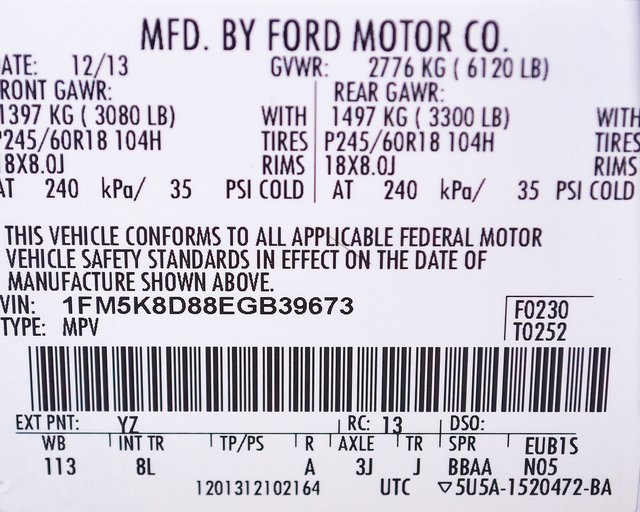 MFD. BY FORD MOTOR CO.
ATE: 12/13 GVWR: 2776 KG ( 6120 LB)
RONT GAWR: REAR GAWR:
1397 KG ( 3080 LB) WITH 1497 KG ( 3300 LB) WITH
P245/60R18 104H TIRES P245/60R18 104H TIRES
18X8.0J RIMS 18X8.0J RIMS
AT 240 kPa/ 35 PSI COLD AT 240 kPa/ 35 PSI COLD
THIS VEHICLE CONFORMS TO ALL APPLICABLE FEDERAL MOTOR
VEHICLE SAFETY STANDARDS IN EFFECT ON THE DATE OF
MANUFACTURE SHOWN ABOVE.
VIN: 1FM5K8D88EGB39673 F0230
TYPE: MPV T0252
EXT PNT: YZ RC: 13 DSO:
WB INT TR TP/PS R AXLE TR SPR EUB1S
113 8L A 3J J BBAA N05
1201312102164 UTC ▽5U5A-1520472-BA